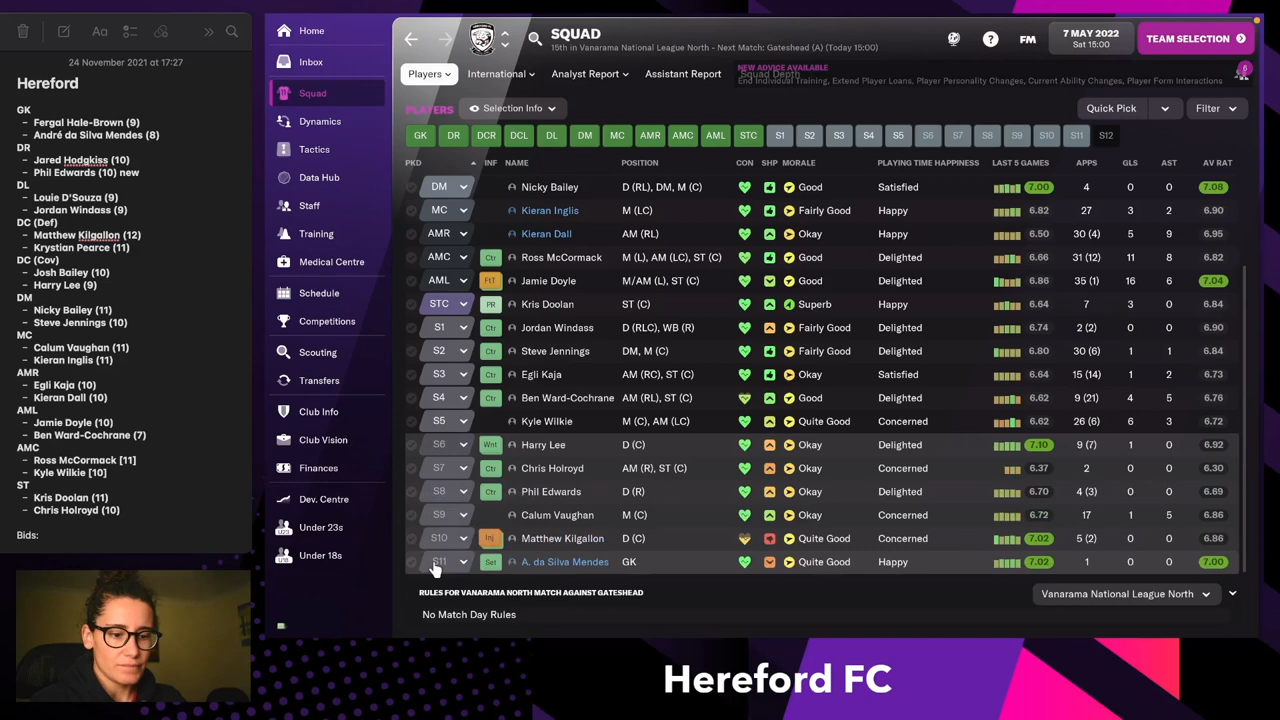 24 November 2021 at 17:27
Hereford
GK
– Fergal Hale-Brown (9)
– André da Silva Mendes (8)
DR
– Jared Hodgkiss (10)
– Phil Edwards (10) new
DL
– Louie D'Souza (9)
– Jordan Windass (9)
DC (Def)
– Matthew Kilgallon (12)
– Krystian Pearce (11)
DC (Cov)
– Josh Bailey (10)
– Harry Lee (9)
DM
– Nicky Bailey (11)
– Steve Jennings (10)
MC
– Calum Vaughan (11)
– Kieran Inglis (11)
AMR
– Egli Kaja (10)
– Kieran Dall (10)
AML
– Jamie Doyle (10)
– Ben Ward-Cochrane (7)
AMC
– Ross McCormack [11]
– Kyle Wilkie [10]
ST
– Kris Doolan (11)
– Chris Holroyd (10)
Bids:
Aa
Home
Inbox
Squad
Dynamics
Tactics
Data Hub
Staff
Training
Medical Centre
Schedule
Competitions
Scouting
Transfers
Club Info
Club Vision
Finances
Dev. Centre
Under 23s
Under 18s
SQUAD
15th in Vanarama National League North - Next Match: Gateshead (A) (Today 15:00)
FM
7 MAY 2022
Sat 15:00
TEAM SELECTION
Players International Analyst Report Assistant Report Squad Depth
NEW ADVICE AVAILABLE
End Individual Training, Extend Player Loans, Player Personality Changes, Current Ability Changes, Player Form Interactions
PLAYERS Selection Info Quick Pick Filter
GK DR DCR DCL DL DM MC AMR AMC AML STC S1 S2 S3 S4 S5 S6 S7 S8 S9 S10 S11 S12
PKD INF NAME POSITION CON SHP MORALE PLAYING TIME HAPPINESS LAST 5 GAMES APPS GLS AST AV RAT
DM Nicky Bailey D (RL), DM, M (C) Good Satisfied 7.00 4 0 0 7.08
MC Kieran Inglis M (LC) Fairly Good Happy 6.82 27 3 2 6.90
AMR Kieran Dall AM (RL) Okay Happy 6.50 30 (4) 5 9 6.95
AMC Ctr Ross McCormack M (L), AM (LC), ST (C) Good Delighted 6.66 31 (12) 11 8 6.82
AML FtT Jamie Doyle M/AM (L), ST (C) Good Delighted 6.86 35 (1) 16 6 7.04
STC PR Kris Doolan ST (C) Superb Happy 6.64 7 3 0 6.84
S1 Ctr Jordan Windass D (RLC), WB (R) Fairly Good Delighted 6.74 2 (2) 0 0 6.90
S2 Ctr Steve Jennings DM, M (C) Fairly Good Delighted 6.80 30 (6) 1 1 6.84
S3 Ctr Egli Kaja AM (RC), ST (C) Okay Satisfied 6.64 15 (14) 1 2 6.73
S4 Ctr Ben Ward-Cochrane AM (RL), ST (C) Good Delighted 6.62 9 (21) 4 5 6.76
S5 Kyle Wilkie M (C), AM (LC) Quite Good Concerned 6.62 26 (6) 6 3 6.72
S6 Wnt Harry Lee D (C) Okay Delighted 7.10 9 (7) 1 0 6.92
S7 Ctr Chris Holroyd AM (R), ST (C) Okay Concerned 6.37 2 0 0 6.30
S8 Ctr Phil Edwards D (R) Okay Delighted 6.70 4 (3) 0 0 6.69
S9 Calum Vaughan M (C) Okay Concerned 6.72 17 1 5 6.86
S10 Inj Matthew Kilgallon D (C) Quite Good Concerned 7.02 5 (2) 0 0 6.86
S11 Set A. da Silva Mendes GK Quite Good Happy 7.02 1 0 0 7.00
RULES FOR VANARAMA NORTH MATCH AGAINST GATESHEAD
Vanarama National League North
No Match Day Rules
Hereford FC